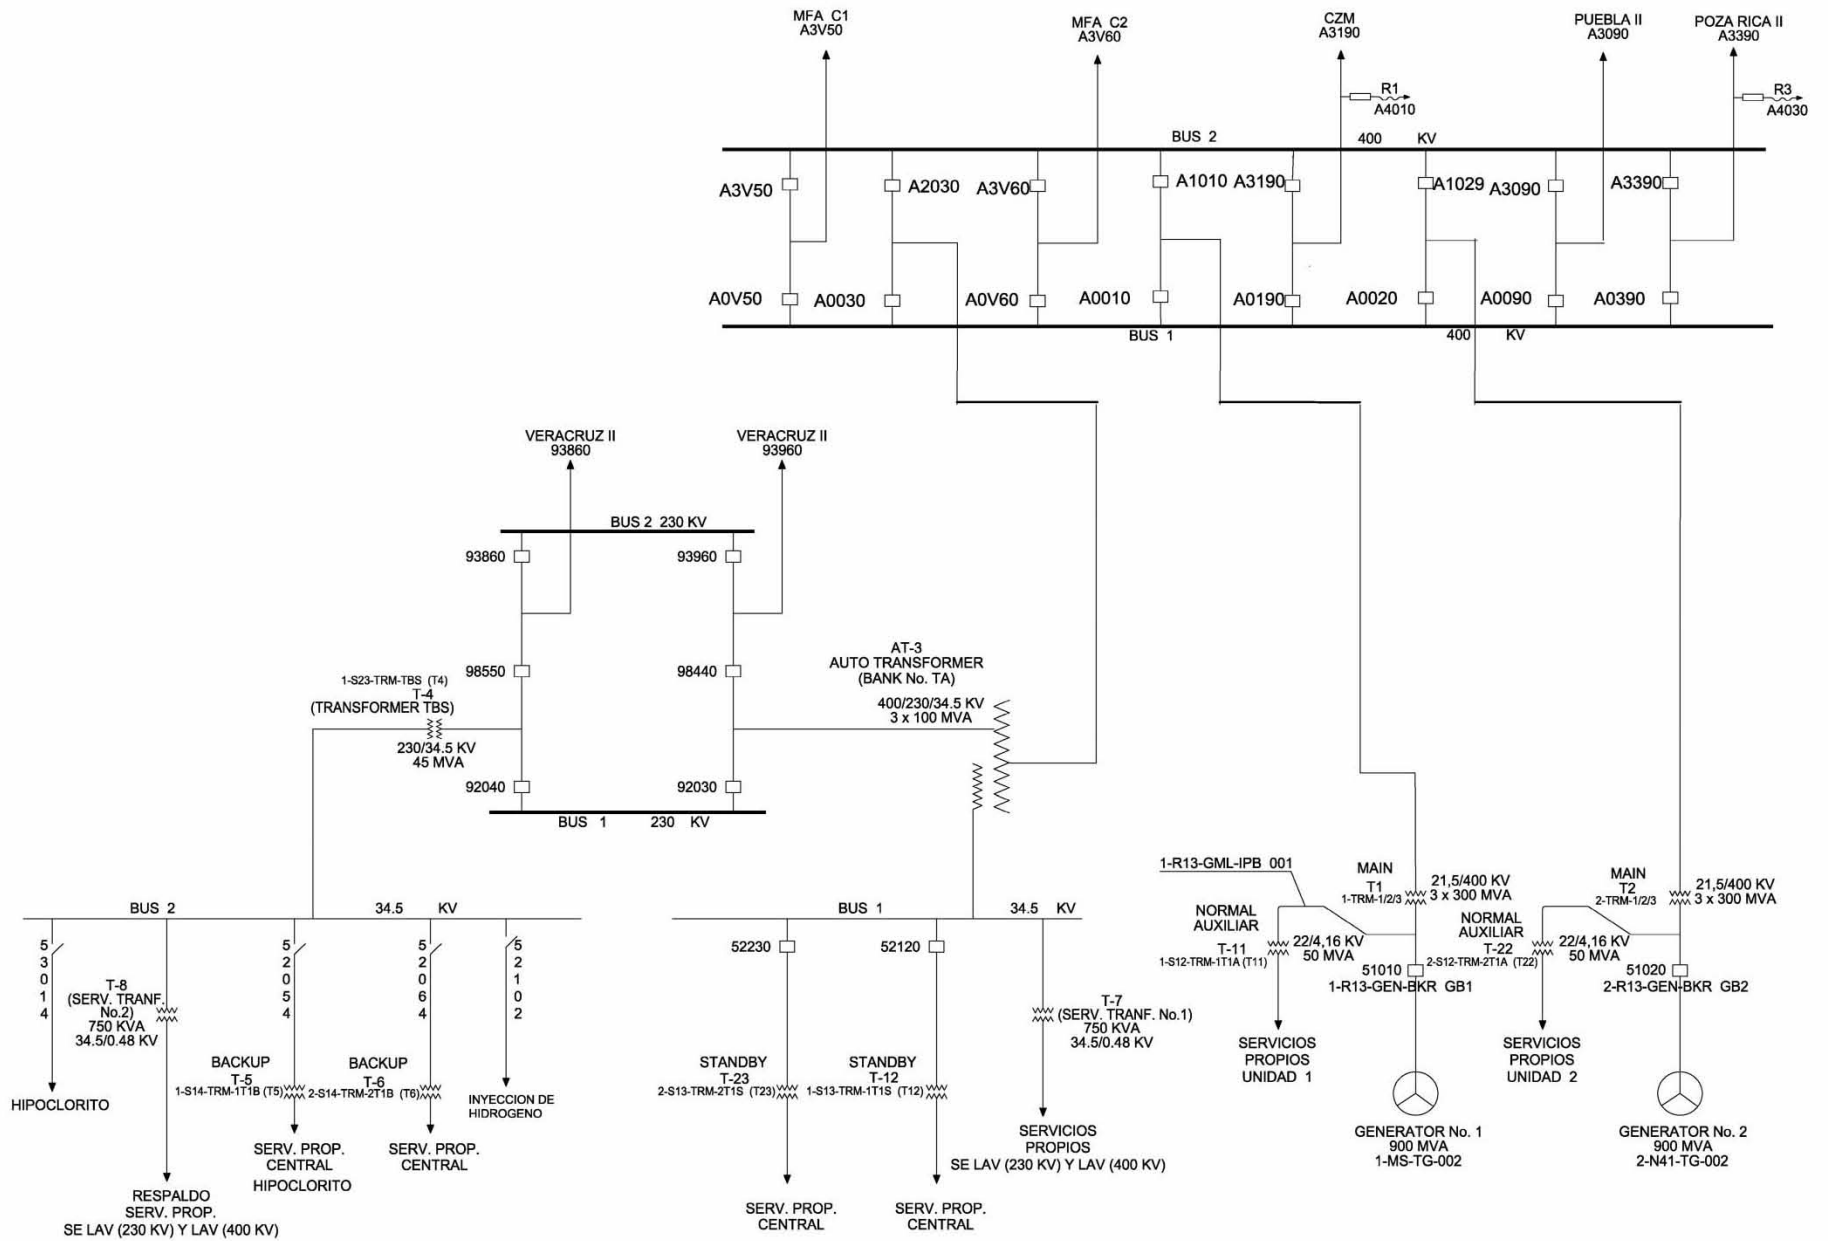 MFA C1
A3V50
MFA C2
A3V60
CZM
A3190
PUEBLA II
A3090
POZA RICA II
A3390
R1
A4010
R3
A4030
BUS 2
400 KV
A3V50
A2030
A3V60
A1010
A3190
A1029
A3090
A3390
A0V50
A0030
A0V60
A0010
A0190
A0020
A0090
A0390
BUS 1
400 KV
VERACRUZ II
93860
VERACRUZ II
93960
BUS 2 230 KV
93860
93960
98550
98440
92040
92030
BUS 1 230 KV
1-S23-TRM-TBS (T4)
T-4
(TRANSFORMER TBS)
230/34.5 KV
45 MVA
AT-3
AUTO TRANSFORMER
(BANK No. TA)
400/230/34.5 KV
3 x 100 MVA
BUS 2 34.5 KV
53014
HIPOCLORITO
T-8
(SERV. TRANF.
No.2)
750 KVA
34.5/0.48 KV
RESPALDO
SERV. PROP.
SE LAV (230 KV) Y LAV (400 KV)
52054
BACKUP
T-5
1-S14-TRM-1T1B (T5)
SERV. PROP.
CENTRAL
HIPOCLORITO
52064
BACKUP
T-6
2-S14-TRM-2T1B (T6)
SERV. PROP.
CENTRAL
52102
INYECCION DE
HIDROGENO
BUS 1 34.5 KV
52230
STANDBY
T-23
2-S13-TRM-2T1S (T23)
SERV. PROP.
CENTRAL
52120
STANDBY
T-12
1-S13-TRM-1T1S (T12)
SERV. PROP.
CENTRAL
T-7
(SERV. TRANF. No.1)
750 KVA
34.5/0.48 KV
SERVICIOS
PROPIOS
SE LAV (230 KV) Y LAV (400 KV)
1-R13-GML-IPB 001
MAIN
T1
1-TRM-1/2/3
21,5/400 KV
3 x 300 MVA
NORMAL
AUXILIAR
T-11
1-S12-TRM-1T1A (T11)
22/4,16 KV
50 MVA
51010
1-R13-GEN-BKR GB1
SERVICIOS
PROPIOS
UNIDAD 1
GENERATOR No. 1
900 MVA
1-MS-TG-002
MAIN
T2
2-TRM-1/2/3
21,5/400 KV
3 x 300 MVA
NORMAL
AUXILIAR
T-22
2-S12-TRM-2T1A (T22)
22/4,16 KV
50 MVA
51020
2-R13-GEN-BKR GB2
SERVICIOS
PROPIOS
UNIDAD 2
GENERATOR No. 2
900 MVA
2-N41-TG-002